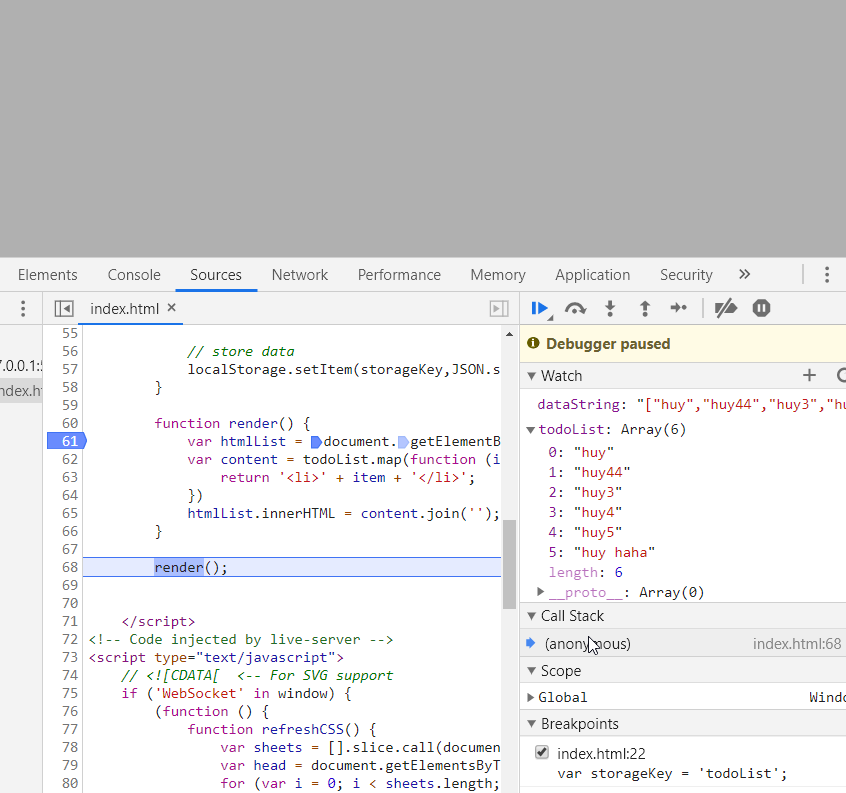 Elements Console Sources Network Performance Memory Application Security
index.html
Debugger paused
7.0.0.1:5
ndex.h
55
56 // store data
57 localStorage.setItem(storageKey,JSON.s
58 }
59
60 function render() {
61 var htmlList = document.getElementB
62 var content = todoList.map(function (i
63 return '<li>' + item + '</li>';
64 })
65 htmlList.innerHTML = content.join('');
66 }
67
68 render();
69
70
71 </script>
72 <!-- Code injected by live-server -->
73 <script type="text/javascript">
74 // <![CDATA[ <-- For SVG support
75 if ('WebSocket' in window) {
76 (function () {
77 function refreshCSS() {
78 var sheets = [].slice.call(documen
79 var head = document.getElementsByT
80 for (var i = 0; i < sheets.length;
Watch
dataString: "["huy","huy44","huy3","hu
todoList: Array(6)
0: "huy"
1: "huy44"
2: "huy3"
3: "huy4"
4: "huy5"
5: "huy haha"
length: 6
__proto__: Array(0)
Call Stack
(anonymous) index.html:68
Scope
Global Windo
Breakpoints
index.html:22
var storageKey = 'todoList';